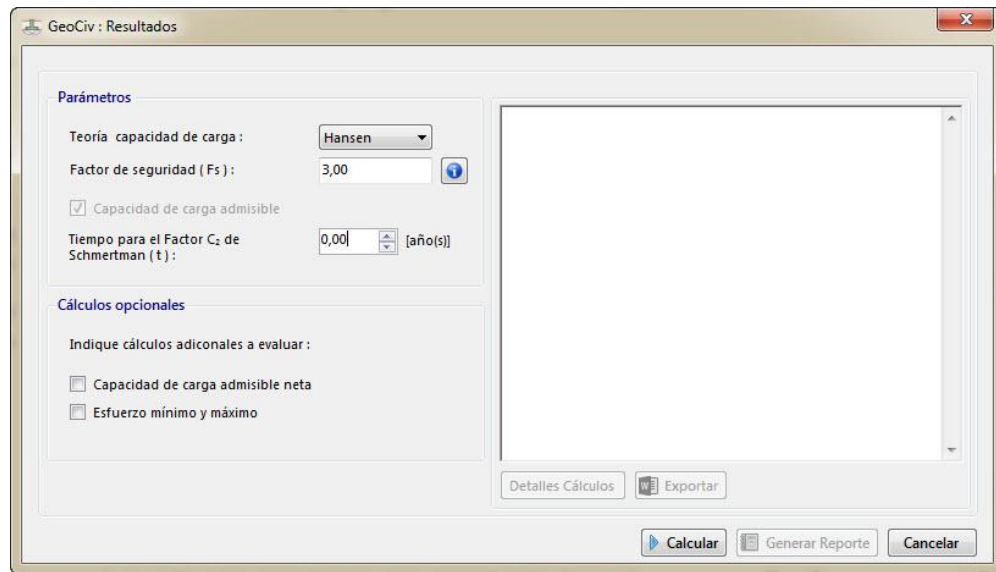 GeoCiv : Resultados
Parámetros
Teoría capacidad de carga :
Hansen
Factor de seguridad ( Fs ) :
3,00
Capacidad de carga admisible
Tiempo para el Factor C₂ de
Schmertman ( t ) :
0,00
[año(s)]
Cálculos opcionales
Indique cálculos adiconales a evaluar :
Capacidad de carga admisible neta
Esfuerzo mínimo y máximo
Detalles Cálculos
Exportar
Calcular
Generar Reporte
Cancelar